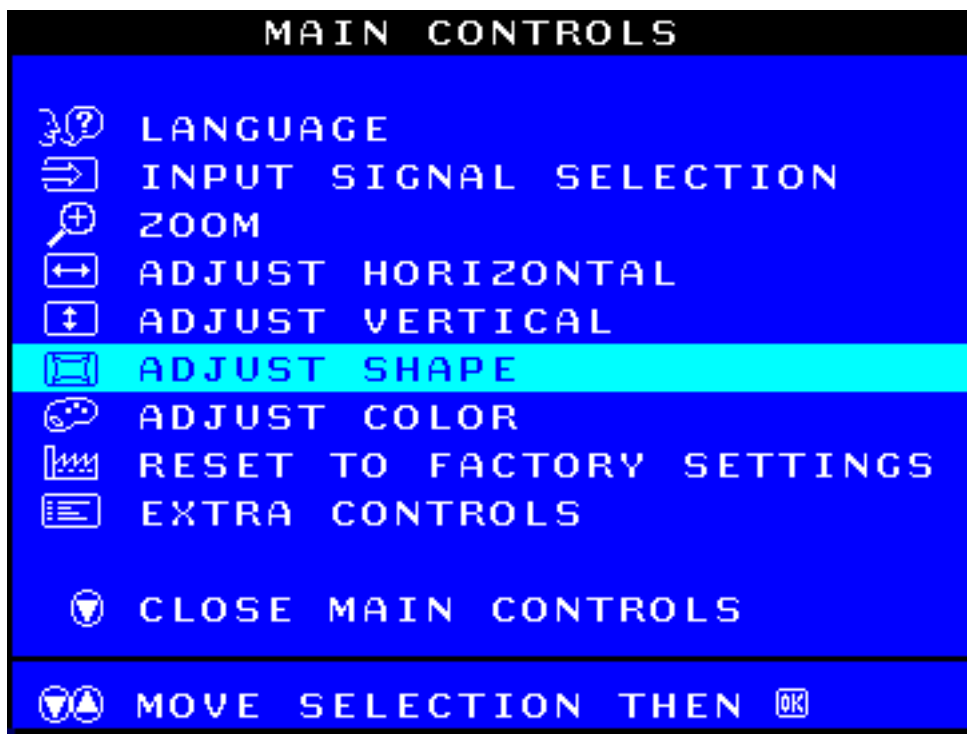 MAIN CONTROLS
LANGUAGE
INPUT SIGNAL SELECTION
ZOOM
ADJUST HORIZONTAL
ADJUST VERTICAL
ADJUST SHAPE
ADJUST COLOR
RESET TO FACTORY SETTINGS
EXTRA CONTROLS
CLOSE MAIN CONTROLS
MOVE SELECTION THEN OK